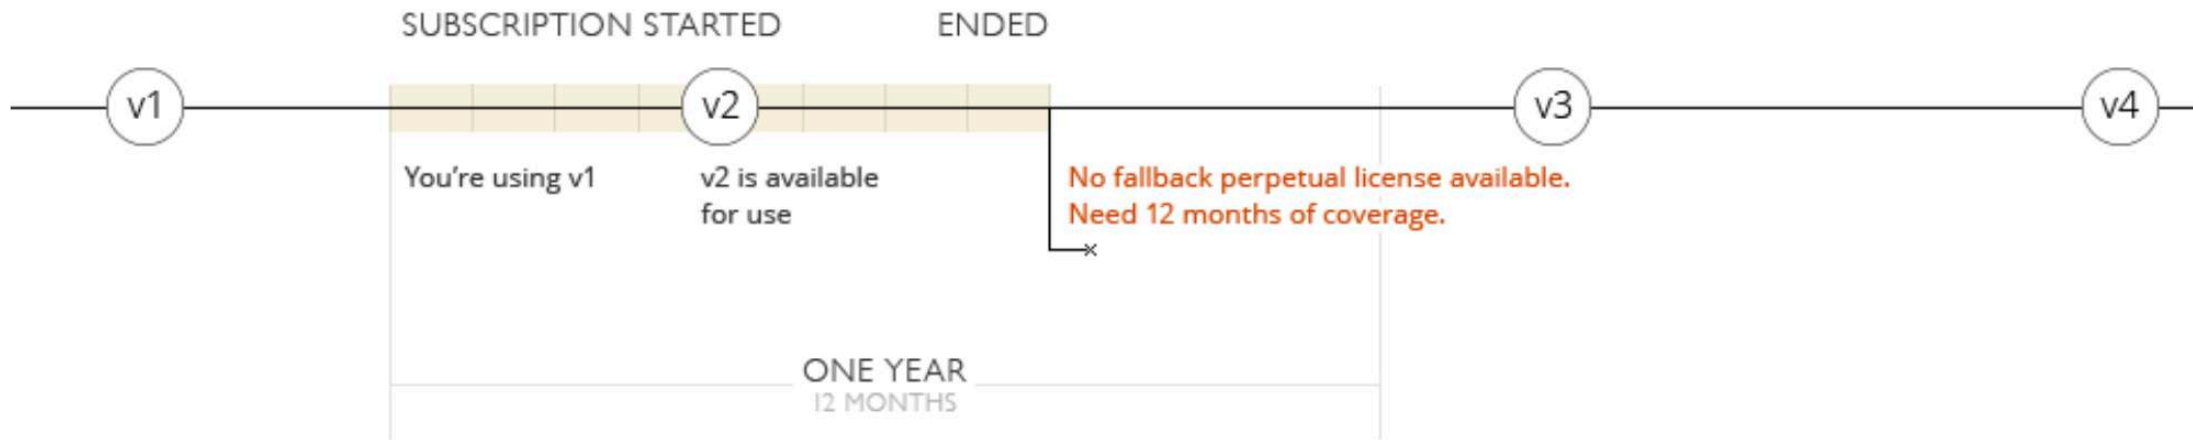 SUBSCRIPTION STARTED
ENDED
v1
v2
v3
v4
You're using v1
v2 is available
for use
No fallback perpetual license available.
Need 12 months of coverage.
ONE YEAR
12 MONTHS